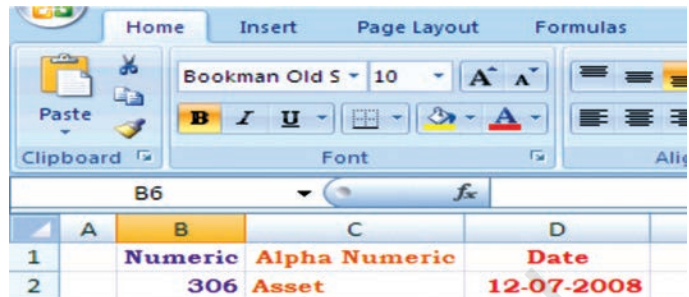 Home Insert Page Layout Formulas
Bookman Old S 10 A A
Paste B I U A
Clipboard Font
B6 fx
A B C D
1 Numeric Alpha Numeric Date
2 306 Asset 12-07-2008